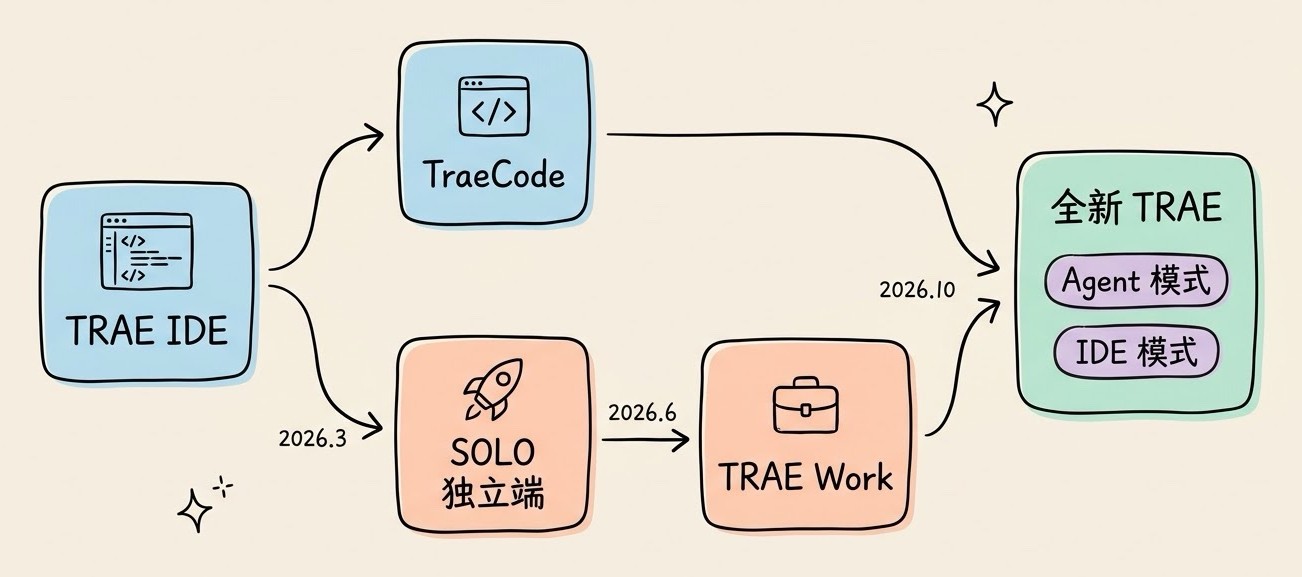 TraeCode
TRAE IDE
2026.3
SOLO
独立端
2026.6
TRAE Work
2026.10
全新 TRAE
Agent 模式
IDE 模式